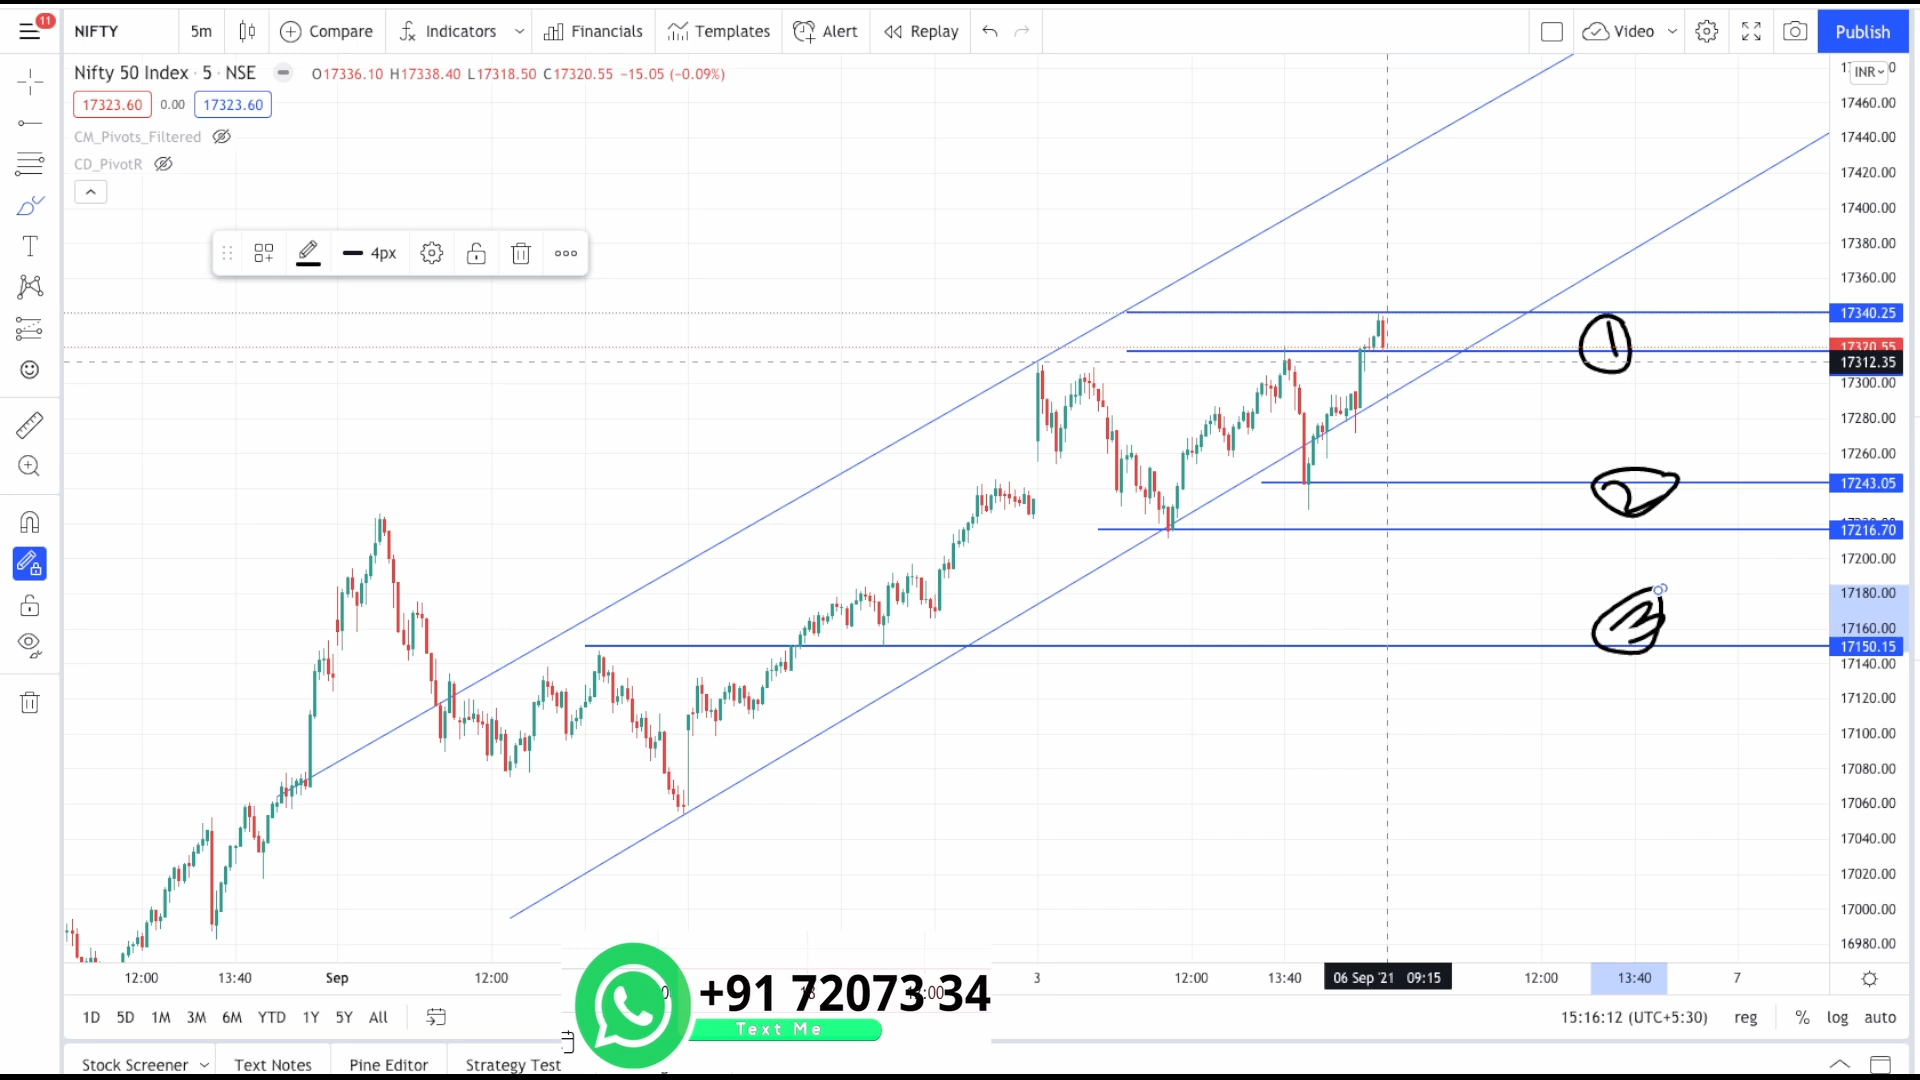 11
NIFTY 5m Compare Indicators Financials Templates Alert Replay Video Publish
Nifty 50 Index · 5 · NSE O17336.10 H17338.40 L17318.50 C17320.55 −15.05 (−0.09%)
17323.60 0.00 17323.60
CM_Pivots_Filtered
CD_PivotR
4px
INR
17460.00
17440.00
17420.00
17400.00
17380.00
17360.00
17340.25
17320.55
17312.35
17300.00
17280.00
17260.00
17243.05
17216.70
17200.00
17180.00
17160.00
17150.15
17140.00
17120.00
17100.00
17080.00
17060.00
17040.00
17020.00
17000.00
16980.00
1
2
3
12:00 13:40 Sep 12:00 3 12:00 13:40 06 Sep '21 09:15 12:00 13:40 7
+91 72073 34
Text Me
1D 5D 1M 3M 6M YTD 1Y 5Y All 15:16:12 (UTC+5:30) reg % log auto
Stock Screener Text Notes Pine Editor Strategy Test